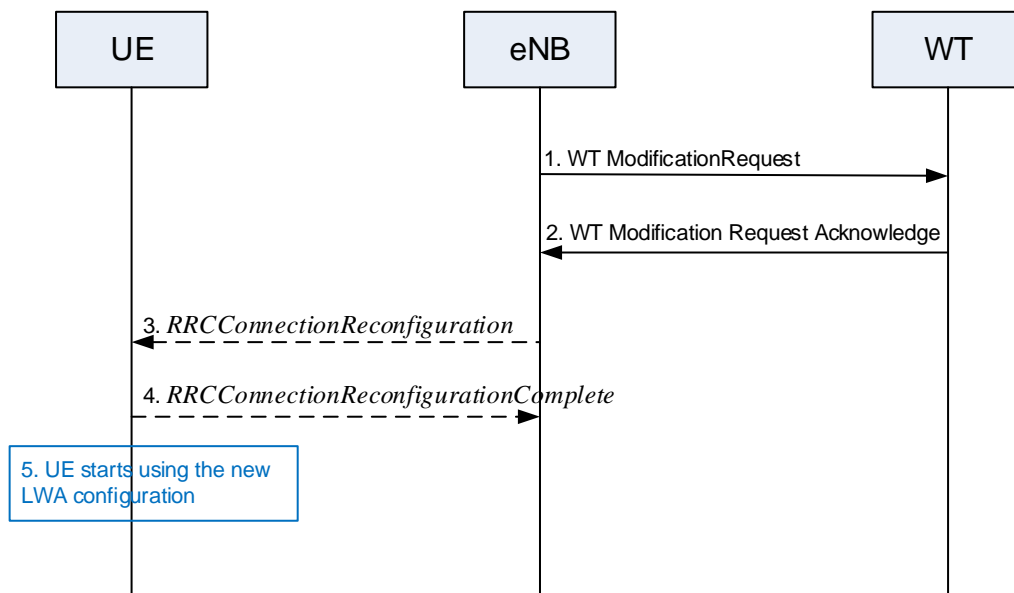 UE
eNB
WT
1. WT ModificationRequest
2. WT Modification Request Acknowledge
3. RRCConnectionReconfiguration
4. RRCConnectionReconfigurationComplete
5. UE starts using the new
LWA configuration